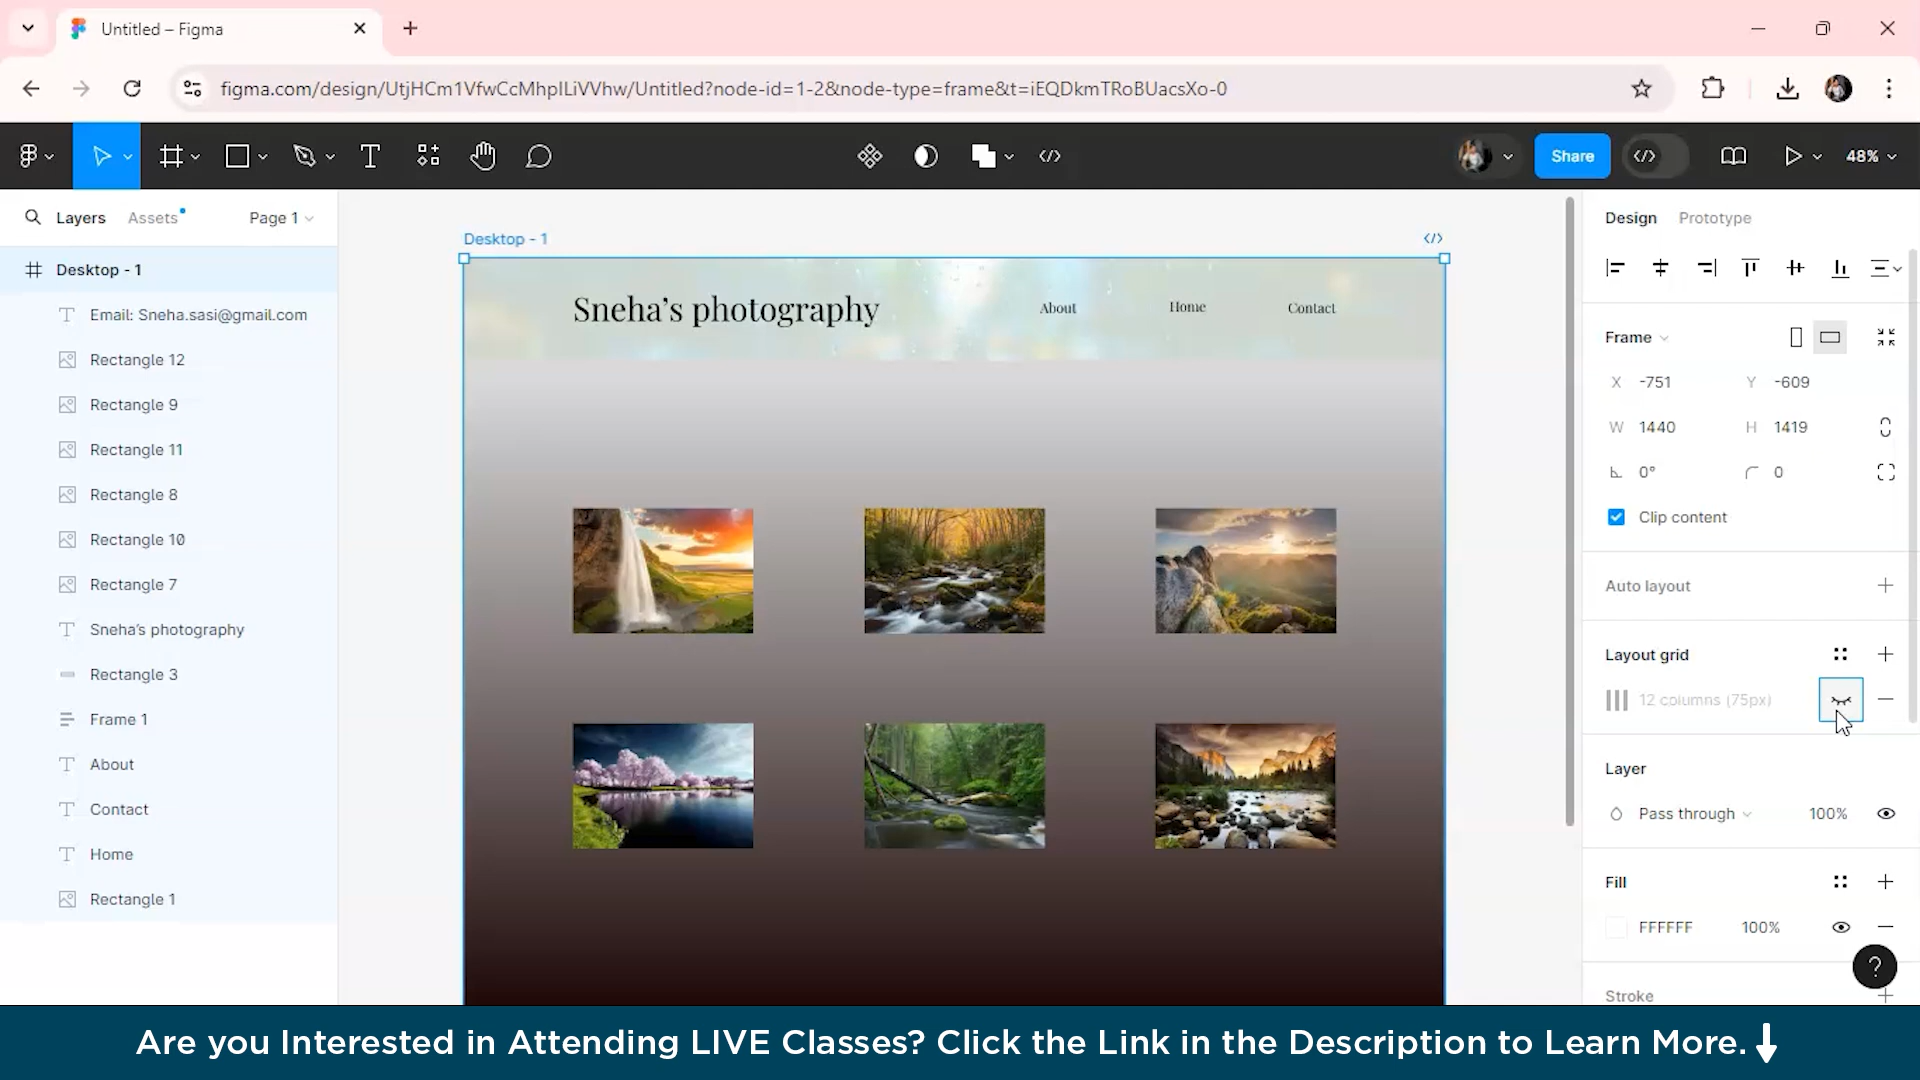 Untitled – Figma
figma.com/design/UtjHCm1VfwCcMhpILiVVhw/Untitled?node-id=1-2&node-type=frame&t=iEQDkmTRoBUacsXo-0
Share
48%
Layers
Assets
Page 1
Desktop - 1
Email: Sneha.sasi@gmail.com
Rectangle 12
Rectangle 9
Rectangle 11
Rectangle 8
Rectangle 10
Rectangle 7
Sneha's photography
Rectangle 3
Frame 1
About
Contact
Home
Rectangle 1
Desktop - 1
Sneha’s photography
About
Home
Contact
Design
Prototype
Frame
X -751
Y -609
W 1440
H 1419
0°
0
Clip content
Auto layout
Layout grid
12 columns (75px)
Layer
Pass through
100%
Fill
FFFFFF
100%
?
Stroke
Are you Interested in Attending LIVE Classes? Click the Link in the Description to Learn More.